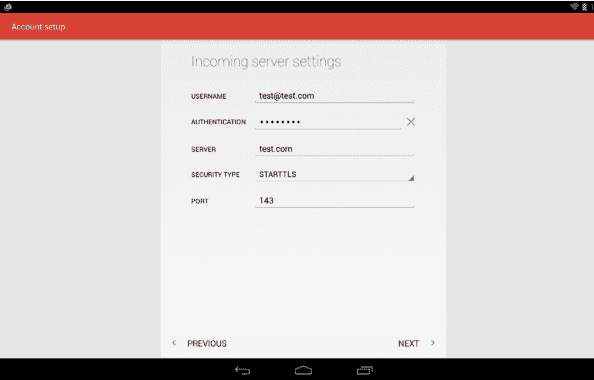 Account setup
Incoming server settings
USERNAME test@test.com
AUTHENTICATION ••••••••
SERVER test.com
SECURITY TYPE STARTTLS
PORT 143
PREVIOUS NEXT